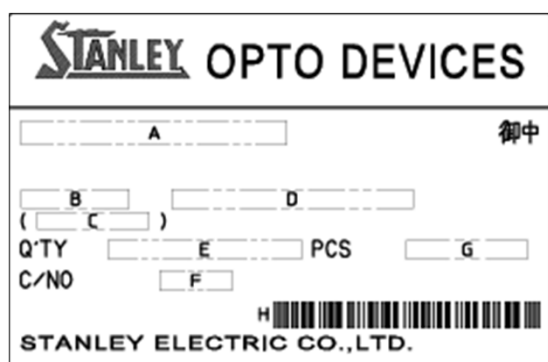 STANLEY OPTO DEVICES
A 御中
B D
( C )
Q'TY E PCS G
C/NO F
H
STANLEY ELECTRIC CO.,LTD.